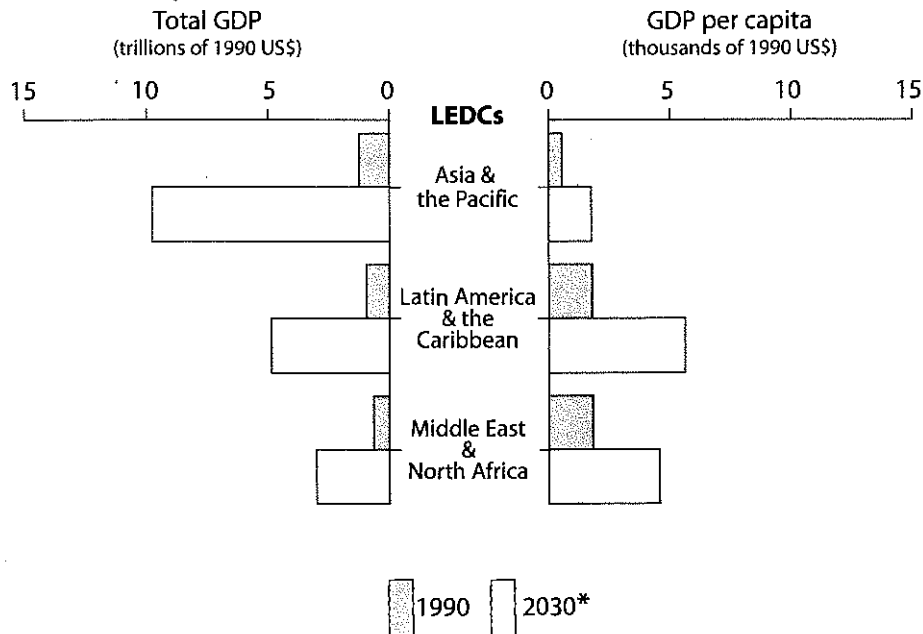 Total GDP
(trillions of 1990 US$)
GDP per capita
(thousands of 1990 US$)
15 10 5 0
0 5 10 15
LEDCs
Asia &
the Pacific
Latin America
& the
Caribbean
Middle East
&
North Africa
1990
2030*